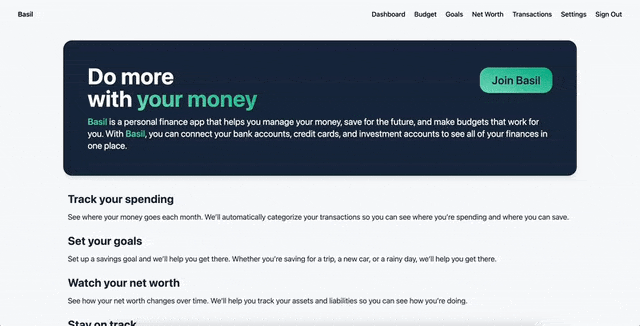 Basil
Dashboard Budget Goals Net Worth Transactions Settings Sign Out
Do more
with your money
Join Basil
Basil is a personal finance app that helps you manage your money, save for the future, and make budgets that work for
you. With Basil, you can connect your bank accounts, credit cards, and investment accounts to see all of your finances in
one place.
Track your spending
See where your money goes each month. We'll automatically categorize your transactions so you can see where you're spending and where you can save.
Set your goals
Set up a savings goal and we'll help you get there. Whether you're saving for a trip, a new car, or a rainy day, we'll help you get there.
Watch your net worth
See how your net worth changes over time. We'll help you track your assets and liabilities so you can see how you're doing.
Stay on track